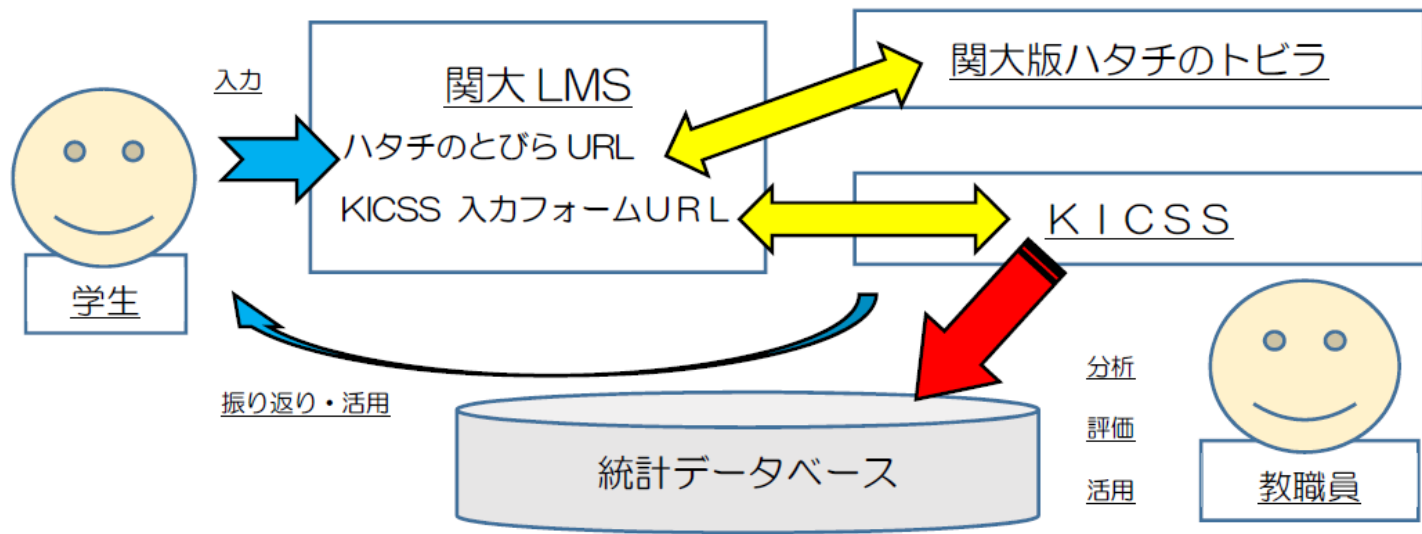 入力
学生
関大 LMS
ハタチのとびら URL
KICSS 入力フォームＵＲＬ
関大版ハタチのトビラ
ＫＩＣＳＳ
振り返り・活用
統計データベース
分析
評価
活用
教職員